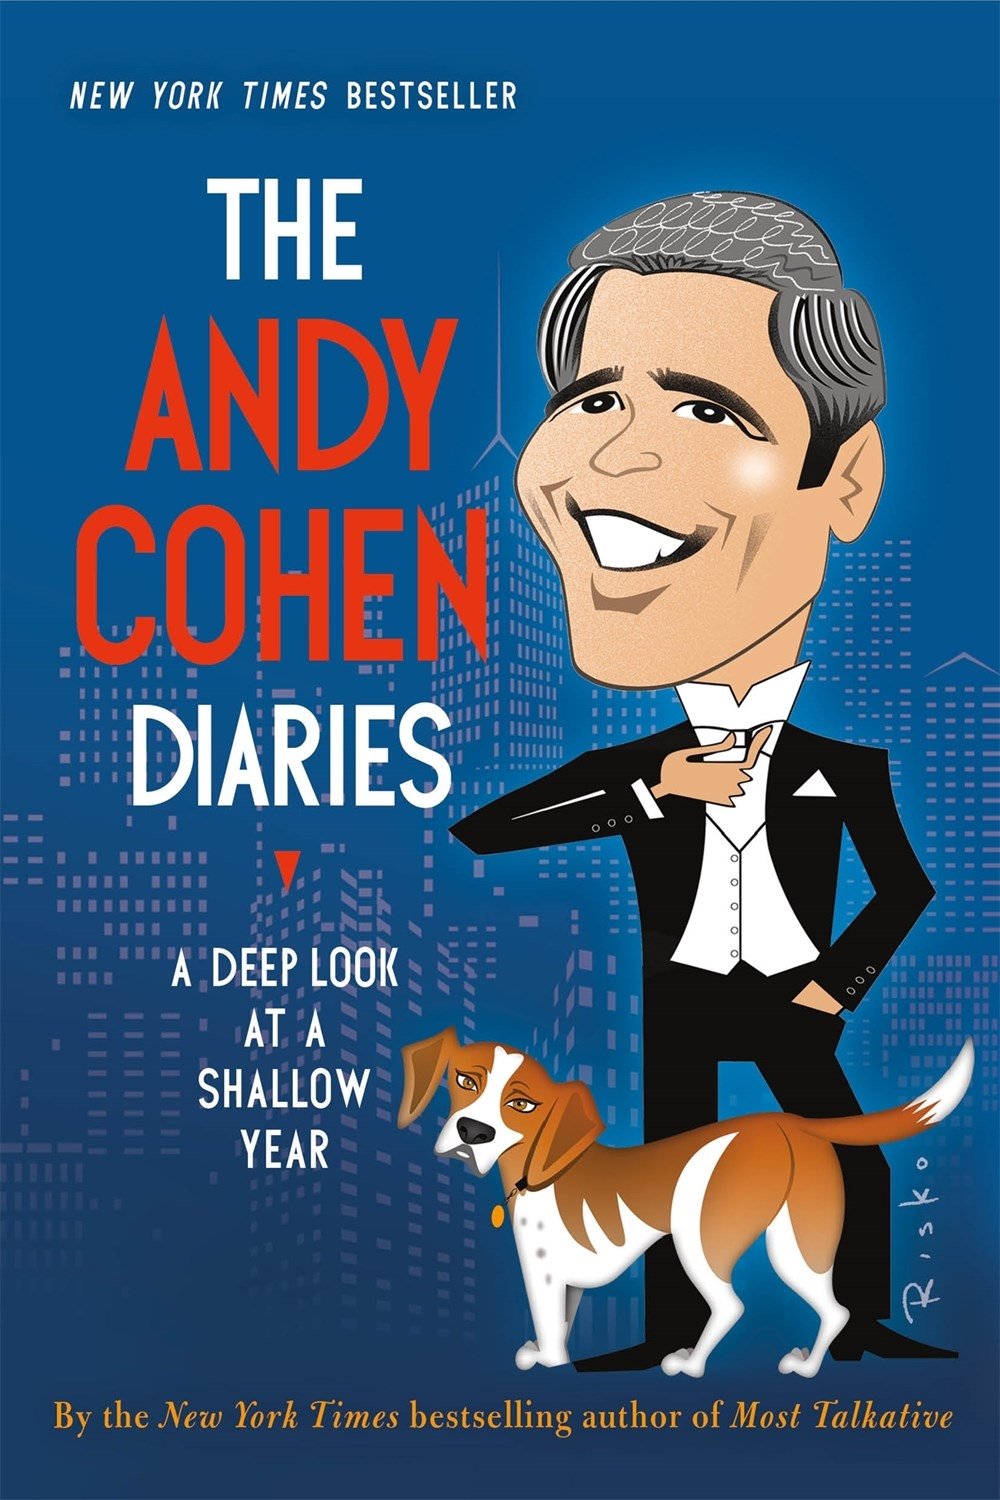 NEW YORK TIMES BESTSELLER
THE
ANDY
COHEN
DIARIES
A DEEP LOOK
AT A
SHALLOW
YEAR
Risko
By the New York Times bestselling author of Most Talkative